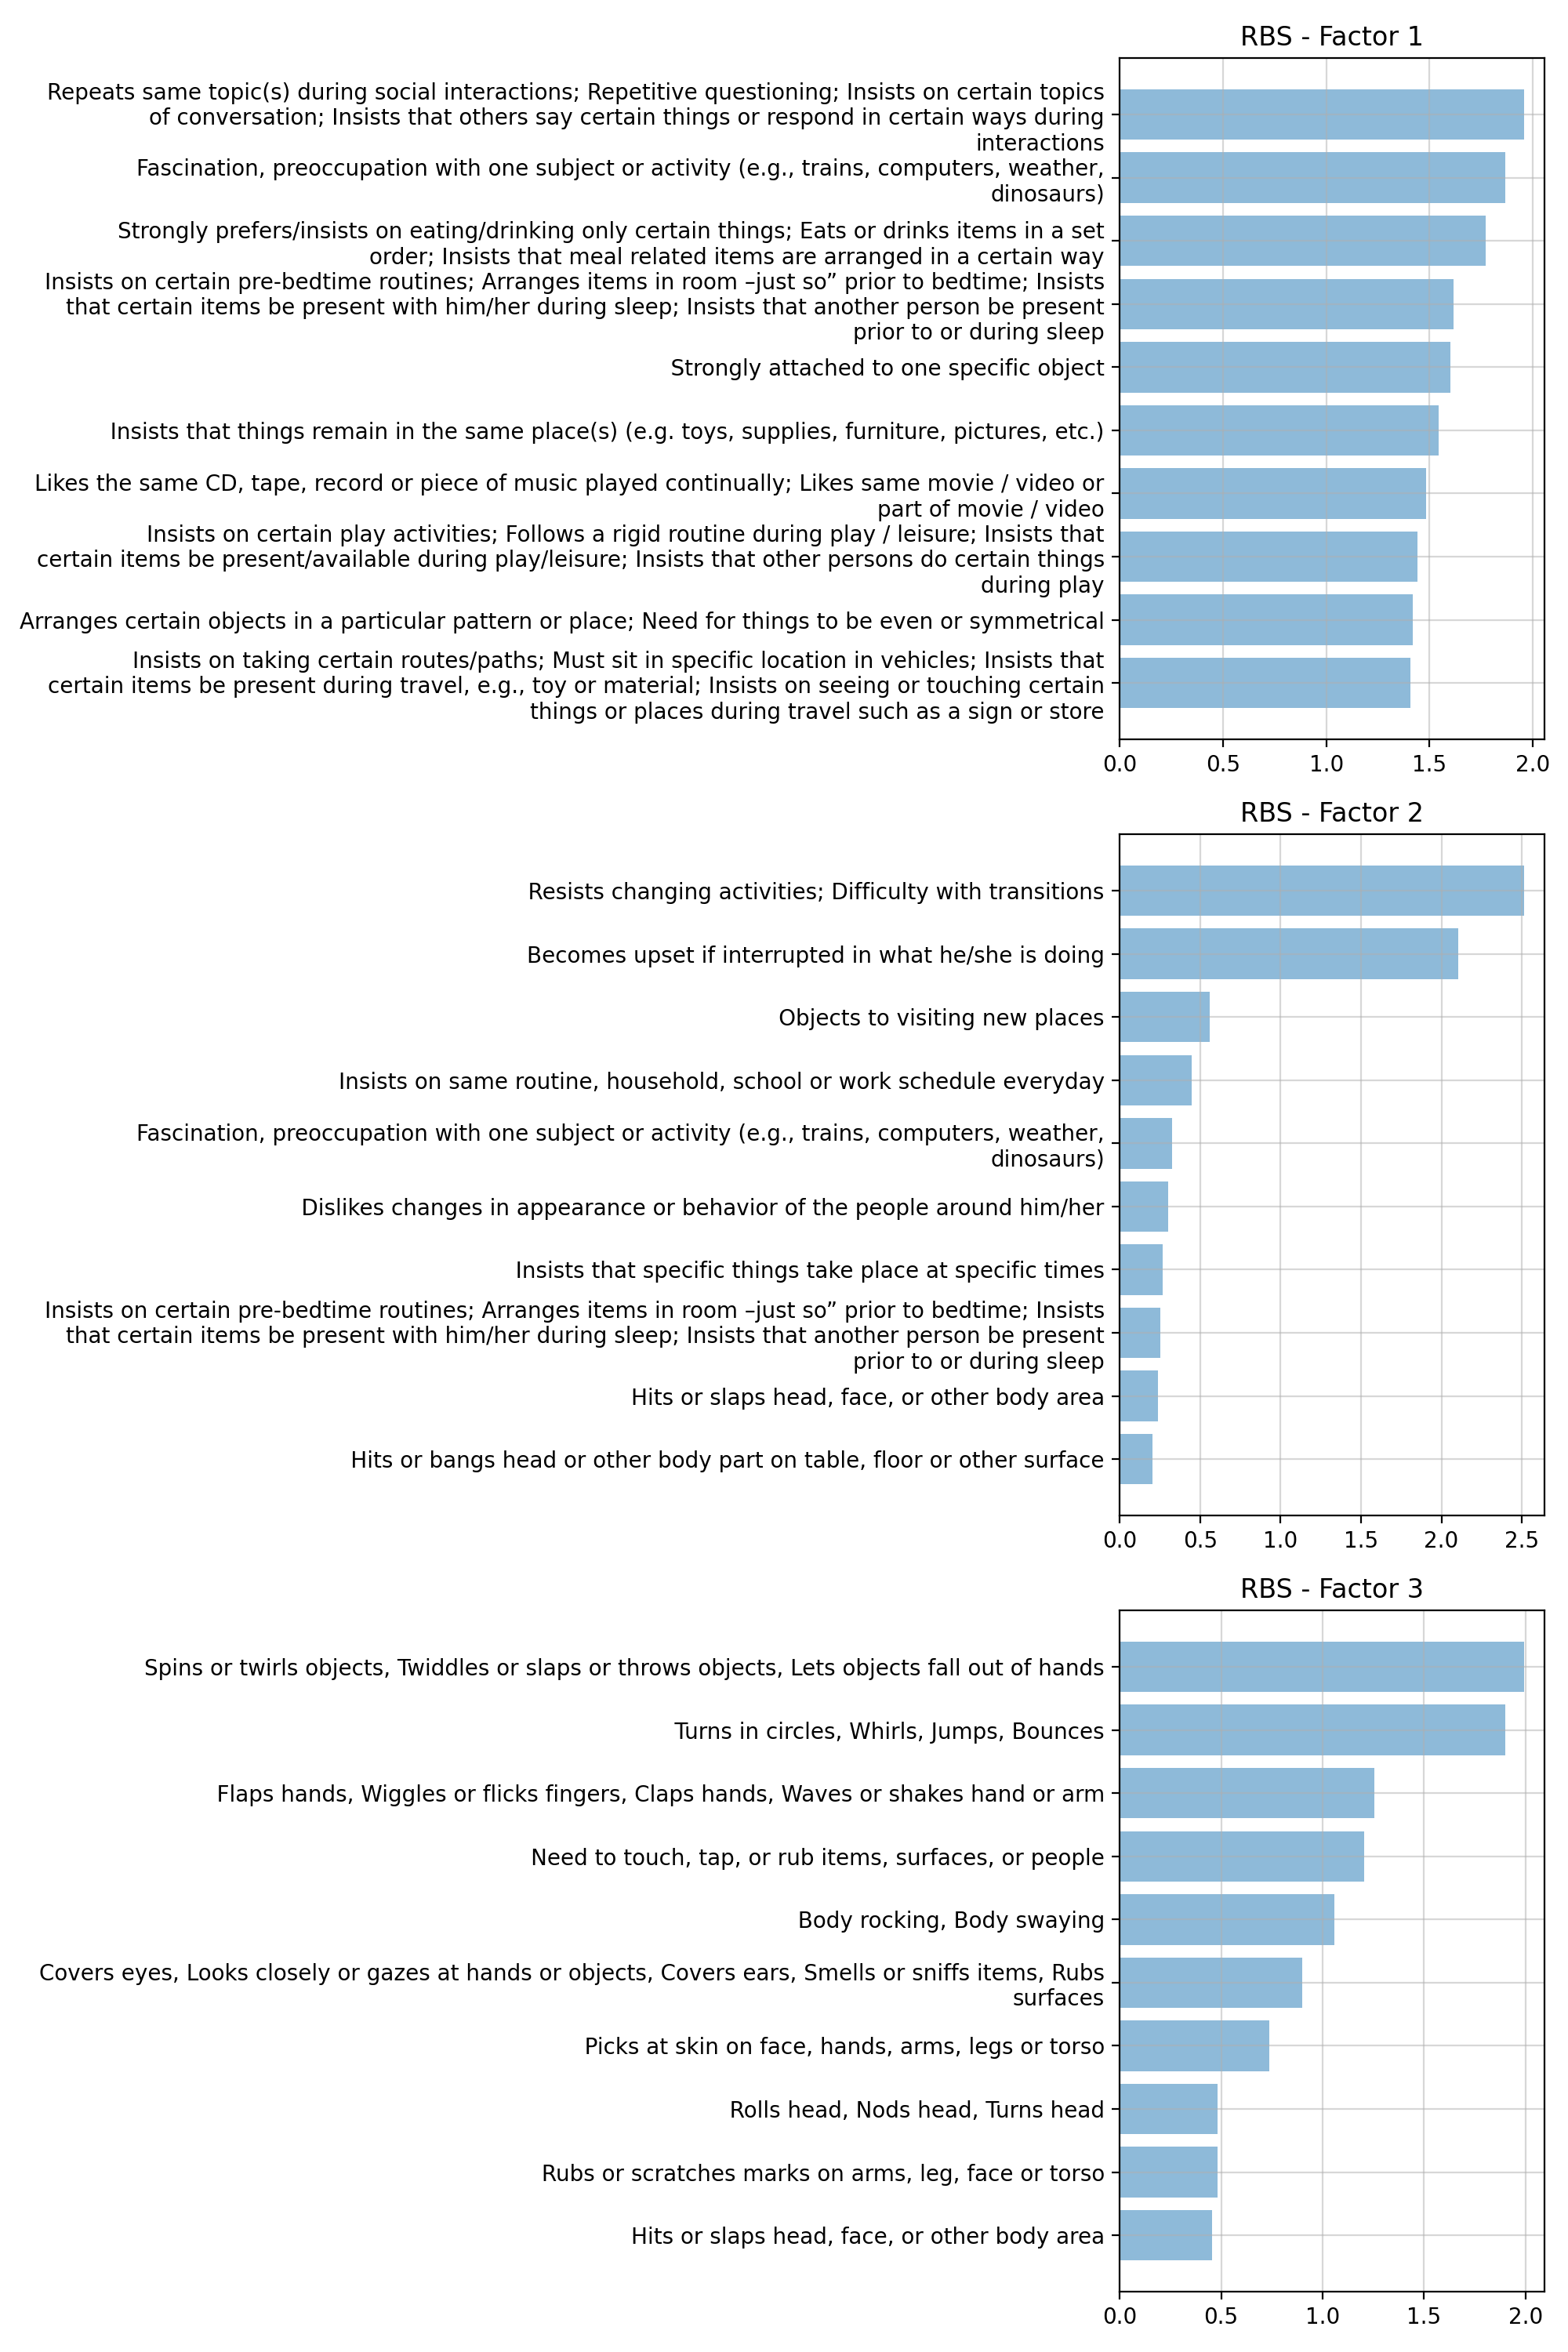 RBS - Factor 1
Repeats same topic(s) during social interactions; Repetitive questioning; Insists on certain topics
of conversation; Insists that others say certain things or respond in certain ways during
interactions
Fascination, preoccupation with one subject or activity (e.g., trains, computers, weather,
dinosaurs)
Strongly prefers/insists on eating/drinking only certain things; Eats or drinks items in a set
order; Insists that meal related items are arranged in a certain way
Insists on certain pre-bedtime routines; Arranges items in room –just so” prior to bedtime; Insists
that certain items be present with him/her during sleep; Insists that another person be present
prior to or during sleep
Strongly attached to one specific object
Insists that things remain in the same place(s) (e.g. toys, supplies, furniture, pictures, etc.)
Likes the same CD, tape, record or piece of music played continually; Likes same movie / video or
part of movie / video
Insists on certain play activities; Follows a rigid routine during play / leisure; Insists that
certain items be present/available during play/leisure; Insists that other persons do certain things
during play
Arranges certain objects in a particular pattern or place; Need for things to be even or symmetrical
Insists on taking certain routes/paths; Must sit in specific location in vehicles; Insists that
certain items be present during travel, e.g., toy or material; Insists on seeing or touching certain
things or places during travel such as a sign or store
0.0 0.5 1.0 1.5 2.0
RBS - Factor 2
Resists changing activities; Difficulty with transitions
Becomes upset if interrupted in what he/she is doing
Objects to visiting new places
Insists on same routine, household, school or work schedule everyday
Fascination, preoccupation with one subject or activity (e.g., trains, computers, weather,
dinosaurs)
Dislikes changes in appearance or behavior of the people around him/her
Insists that specific things take place at specific times
Insists on certain pre-bedtime routines; Arranges items in room –just so” prior to bedtime; Insists
that certain items be present with him/her during sleep; Insists that another person be present
prior to or during sleep
Hits or slaps head, face, or other body area
Hits or bangs head or other body part on table, floor or other surface
0.0 0.5 1.0 1.5 2.0 2.5
RBS - Factor 3
Spins or twirls objects, Twiddles or slaps or throws objects, Lets objects fall out of hands
Turns in circles, Whirls, Jumps, Bounces
Flaps hands, Wiggles or flicks fingers, Claps hands, Waves or shakes hand or arm
Need to touch, tap, or rub items, surfaces, or people
Body rocking, Body swaying
Covers eyes, Looks closely or gazes at hands or objects, Covers ears, Smells or sniffs items, Rubs
surfaces
Picks at skin on face, hands, arms, legs or torso
Rolls head, Nods head, Turns head
Rubs or scratches marks on arms, leg, face or torso
Hits or slaps head, face, or other body area
0.0 0.5 1.0 1.5 2.0